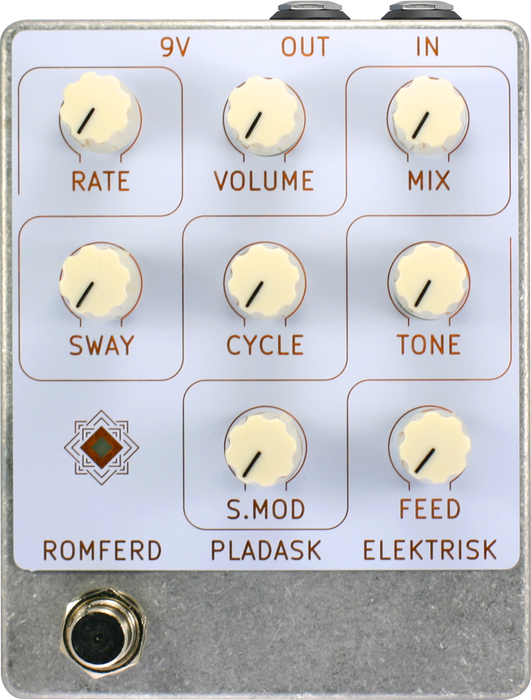 9V OUT IN
RATE VOLUME MIX
SWAY CYCLE TONE
S.MOD FEED
ROMFERD PLADASK ELEKTRISK